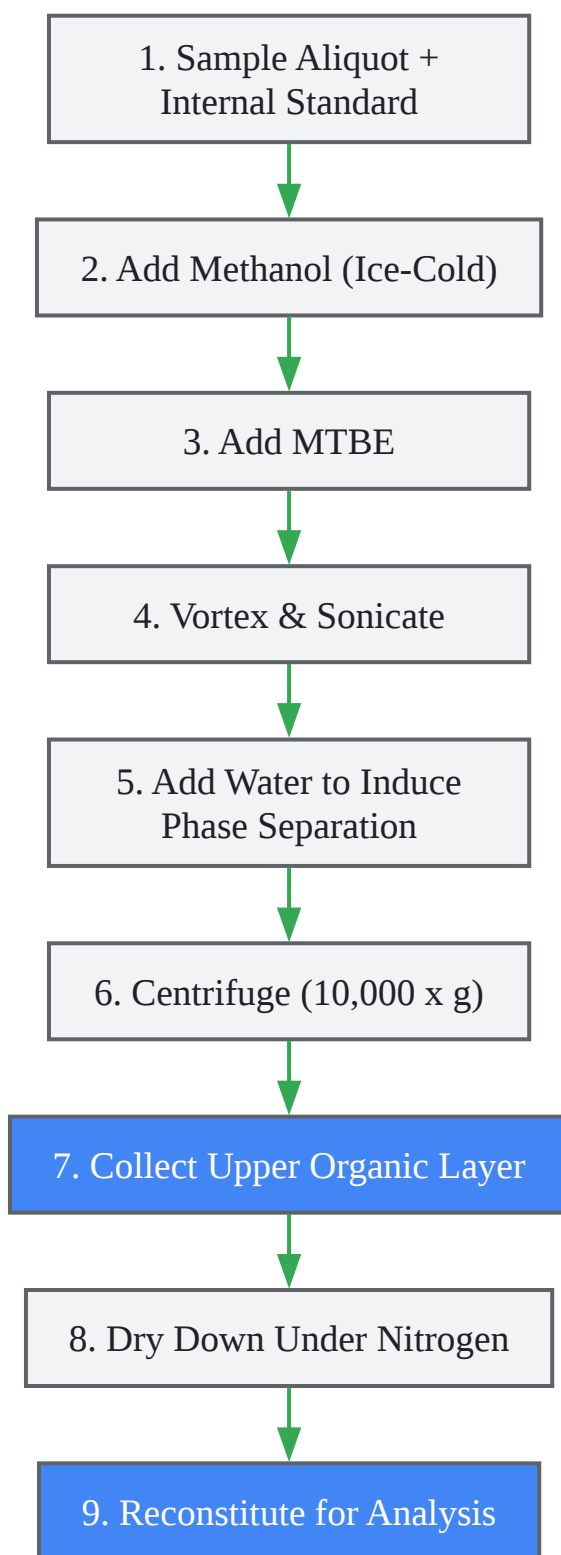 1. Sample Aliquot +
Internal Standard
2. Add Methanol (Ice-Cold)
3. Add MTBE
4. Vortex & Sonicate
5. Add Water to Induce
Phase Separation
6. Centrifuge (10,000 x g)
7. Collect Upper Organic Layer
8. Dry Down Under Nitrogen
9. Reconstitute for Analysis